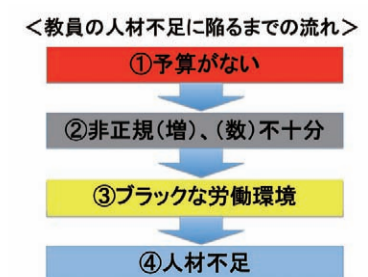 ＜教員の人材不足に陥るまでの流れ＞
①予算がない
②非正規（増）、（数）不十分
③ブラックな労働環境
④人材不足